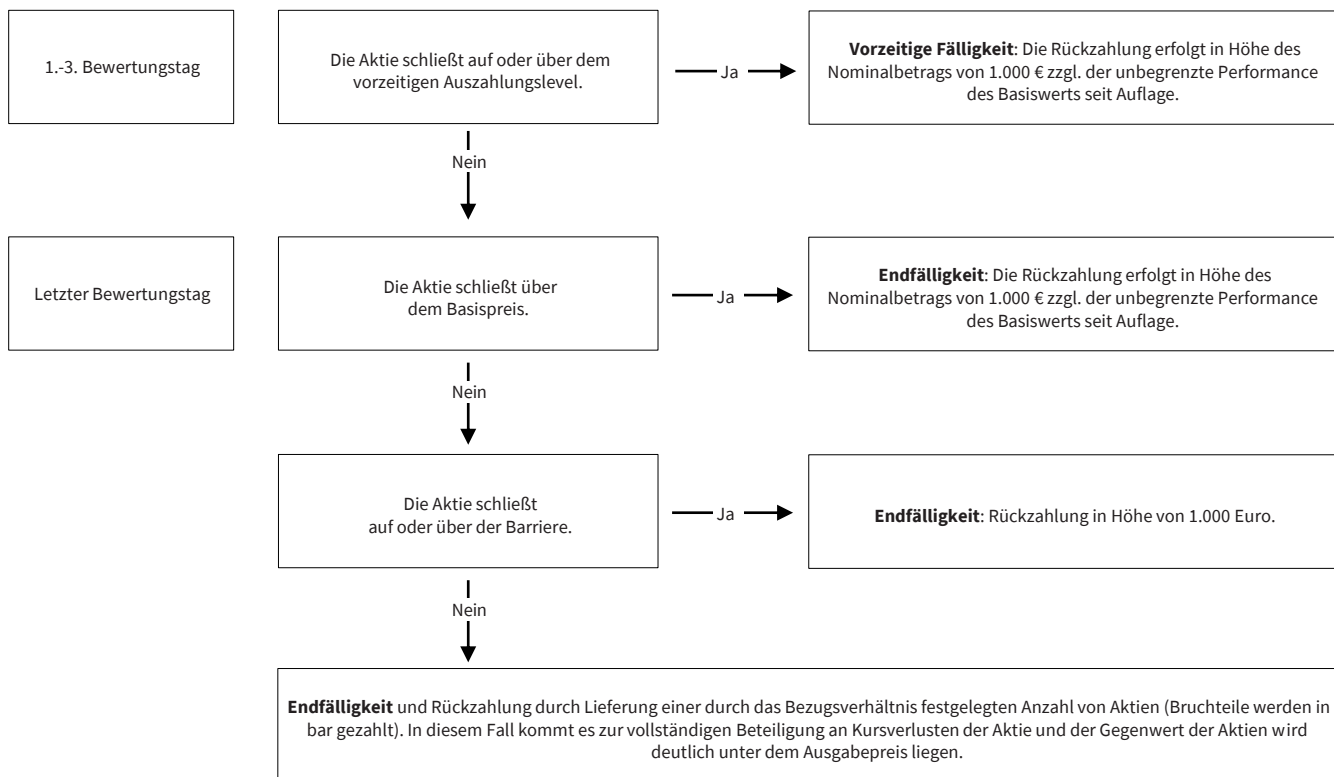 1.-3. Bewertungstag
Die Aktie schließt auf oder über dem
vorzeitigen Auszahlungslevel.
Ja
Vorzeitige Fälligkeit: Die Rückzahlung erfolgt in Höhe des
Nominalbetrags von 1.000 € zzgl. der unbegrenzte Performance
des Basiswerts seit Auflage.
Nein
Letzter Bewertungstag
Die Aktie schließt über
dem Basispreis.
Ja
Endfälligkeit: Die Rückzahlung erfolgt in Höhe des
Nominalbetrags von 1.000 € zzgl. der unbegrenzte Performance
des Basiswerts seit Auflage.
Nein
Die Aktie schließt
auf oder über der Barriere.
Ja
Endfälligkeit: Rückzahlung in Höhe von 1.000 Euro.
Nein
Endfälligkeit und Rückzahlung durch Lieferung einer durch das Bezugsverhältnis festgelegten Anzahl von Aktien (Bruchteile werden in
bar gezahlt). In diesem Fall kommt es zur vollständigen Beteiligung an Kursverlusten der Aktie und der Gegenwert der Aktien wird
deutlich unter dem Ausgabepreis liegen.